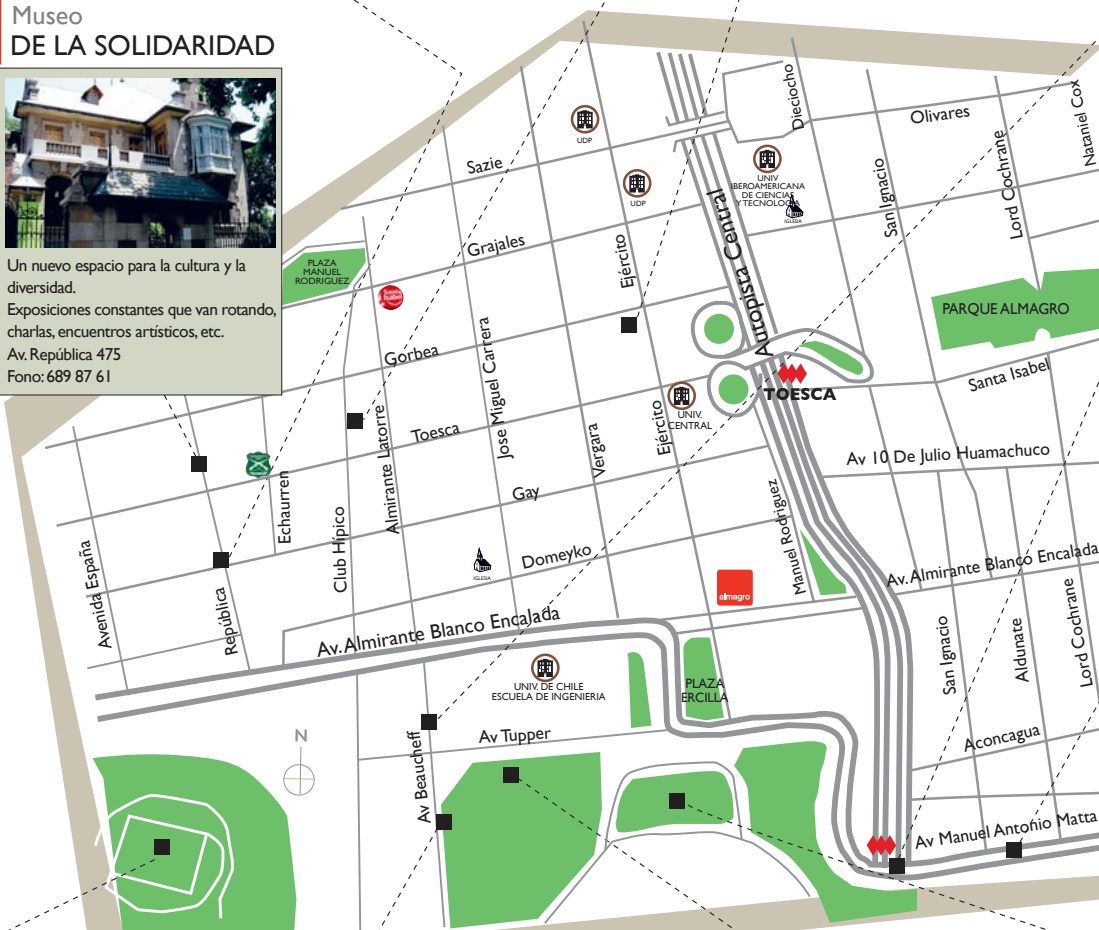 Museo
DE LA SOLIDARIDAD
Un nuevo espacio para la cultura y la
diversidad.
Exposiciones constantes que van rotando,
charlas, encuentros artísticos, etc.
Av. República 475
Fono: 689 87 61
PLAZA
MANUEL
RODRIGUEZ
Santa
Isabel
Sazie
Grajales
Gorbea
Toesca
Gay
Domeyko
UDP
UDP
UNIV
IBEROAMERICANA
DE CIENCIAS
Y TECNOLOGIA
IGLESIA
Dieciocho
Olivares
San Ignacio
Lord Cochrane
Nataniel Cox
PARQUE ALMAGRO
Santa Isabel
Autopista Central
TOESCA
Ejército
UNIV.
CENTRAL
Ejército
Vergara
Jose Miguel Carrera
Almirante Latorre
Club Hípico
Echaurren
República
Avenida España
IGLESIA
almagro
Manuel Rodriguez
Av 10 De Julio Huamachuco
Av. Almirante Blanco Encalada
Av. Almirante Blanco Encalada
San Ignacio
Aldunate
Lord Cochrane
UNIV. DE CHILE
ESCUELA DE INGENIERIA
PLAZA
ERCILLA
N
Av Tupper
Av Beaucheff
Aconcagua
Av Manuel Antonio Matta